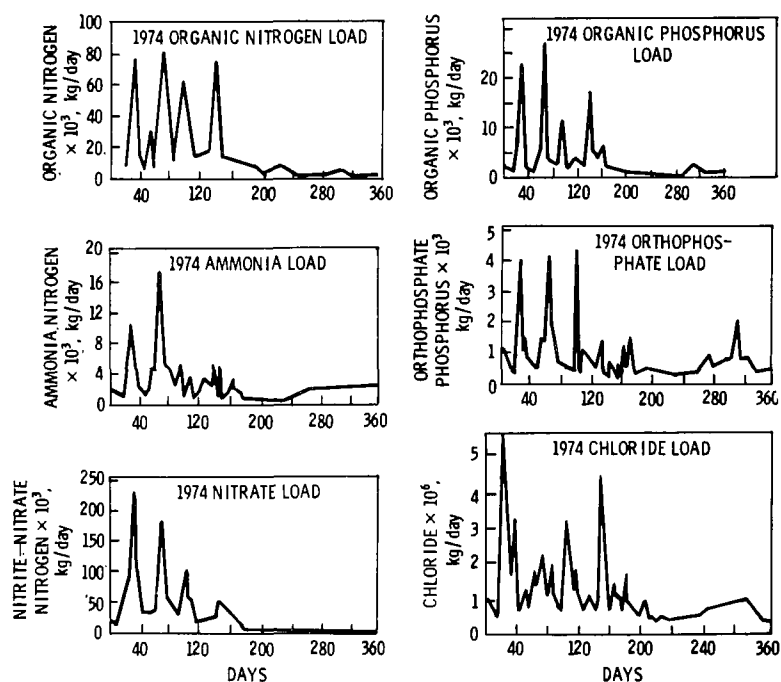 ORGANIC NITROGEN
× 10³, kg/day
100
80
60
40
20
0
1974 ORGANIC NITROGEN LOAD
40 120 200 280 360
ORGANIC PHOSPHORUS
× 10³, kg/day
20
10
0
1974 ORGANIC PHOSPHORUS
LOAD
40 120 200 280 360
AMMONIA NITROGEN
× 10³, kg/day
20
16
12
8
4
0
1974 AMMONIA LOAD
40 120 200 280 360
ORTHOPHOSPHATE
PHOSPHORUS × 10³
kg/day
5
4
3
2
1
0
1974 ORTHOPHOS-
PHATE LOAD
40 120 200 280 360
NITRITE–NITRATE
NITROGEN × 10³,
kg/day
250
200
150
100
50
0
1974 NITRATE LOAD
40 120 200 280 360
DAYS
CHLORIDE × 10⁶,
kg/day
5
4
3
2
1
0
1974 CHLORIDE LOAD
40 120 200 240 360
DAYS